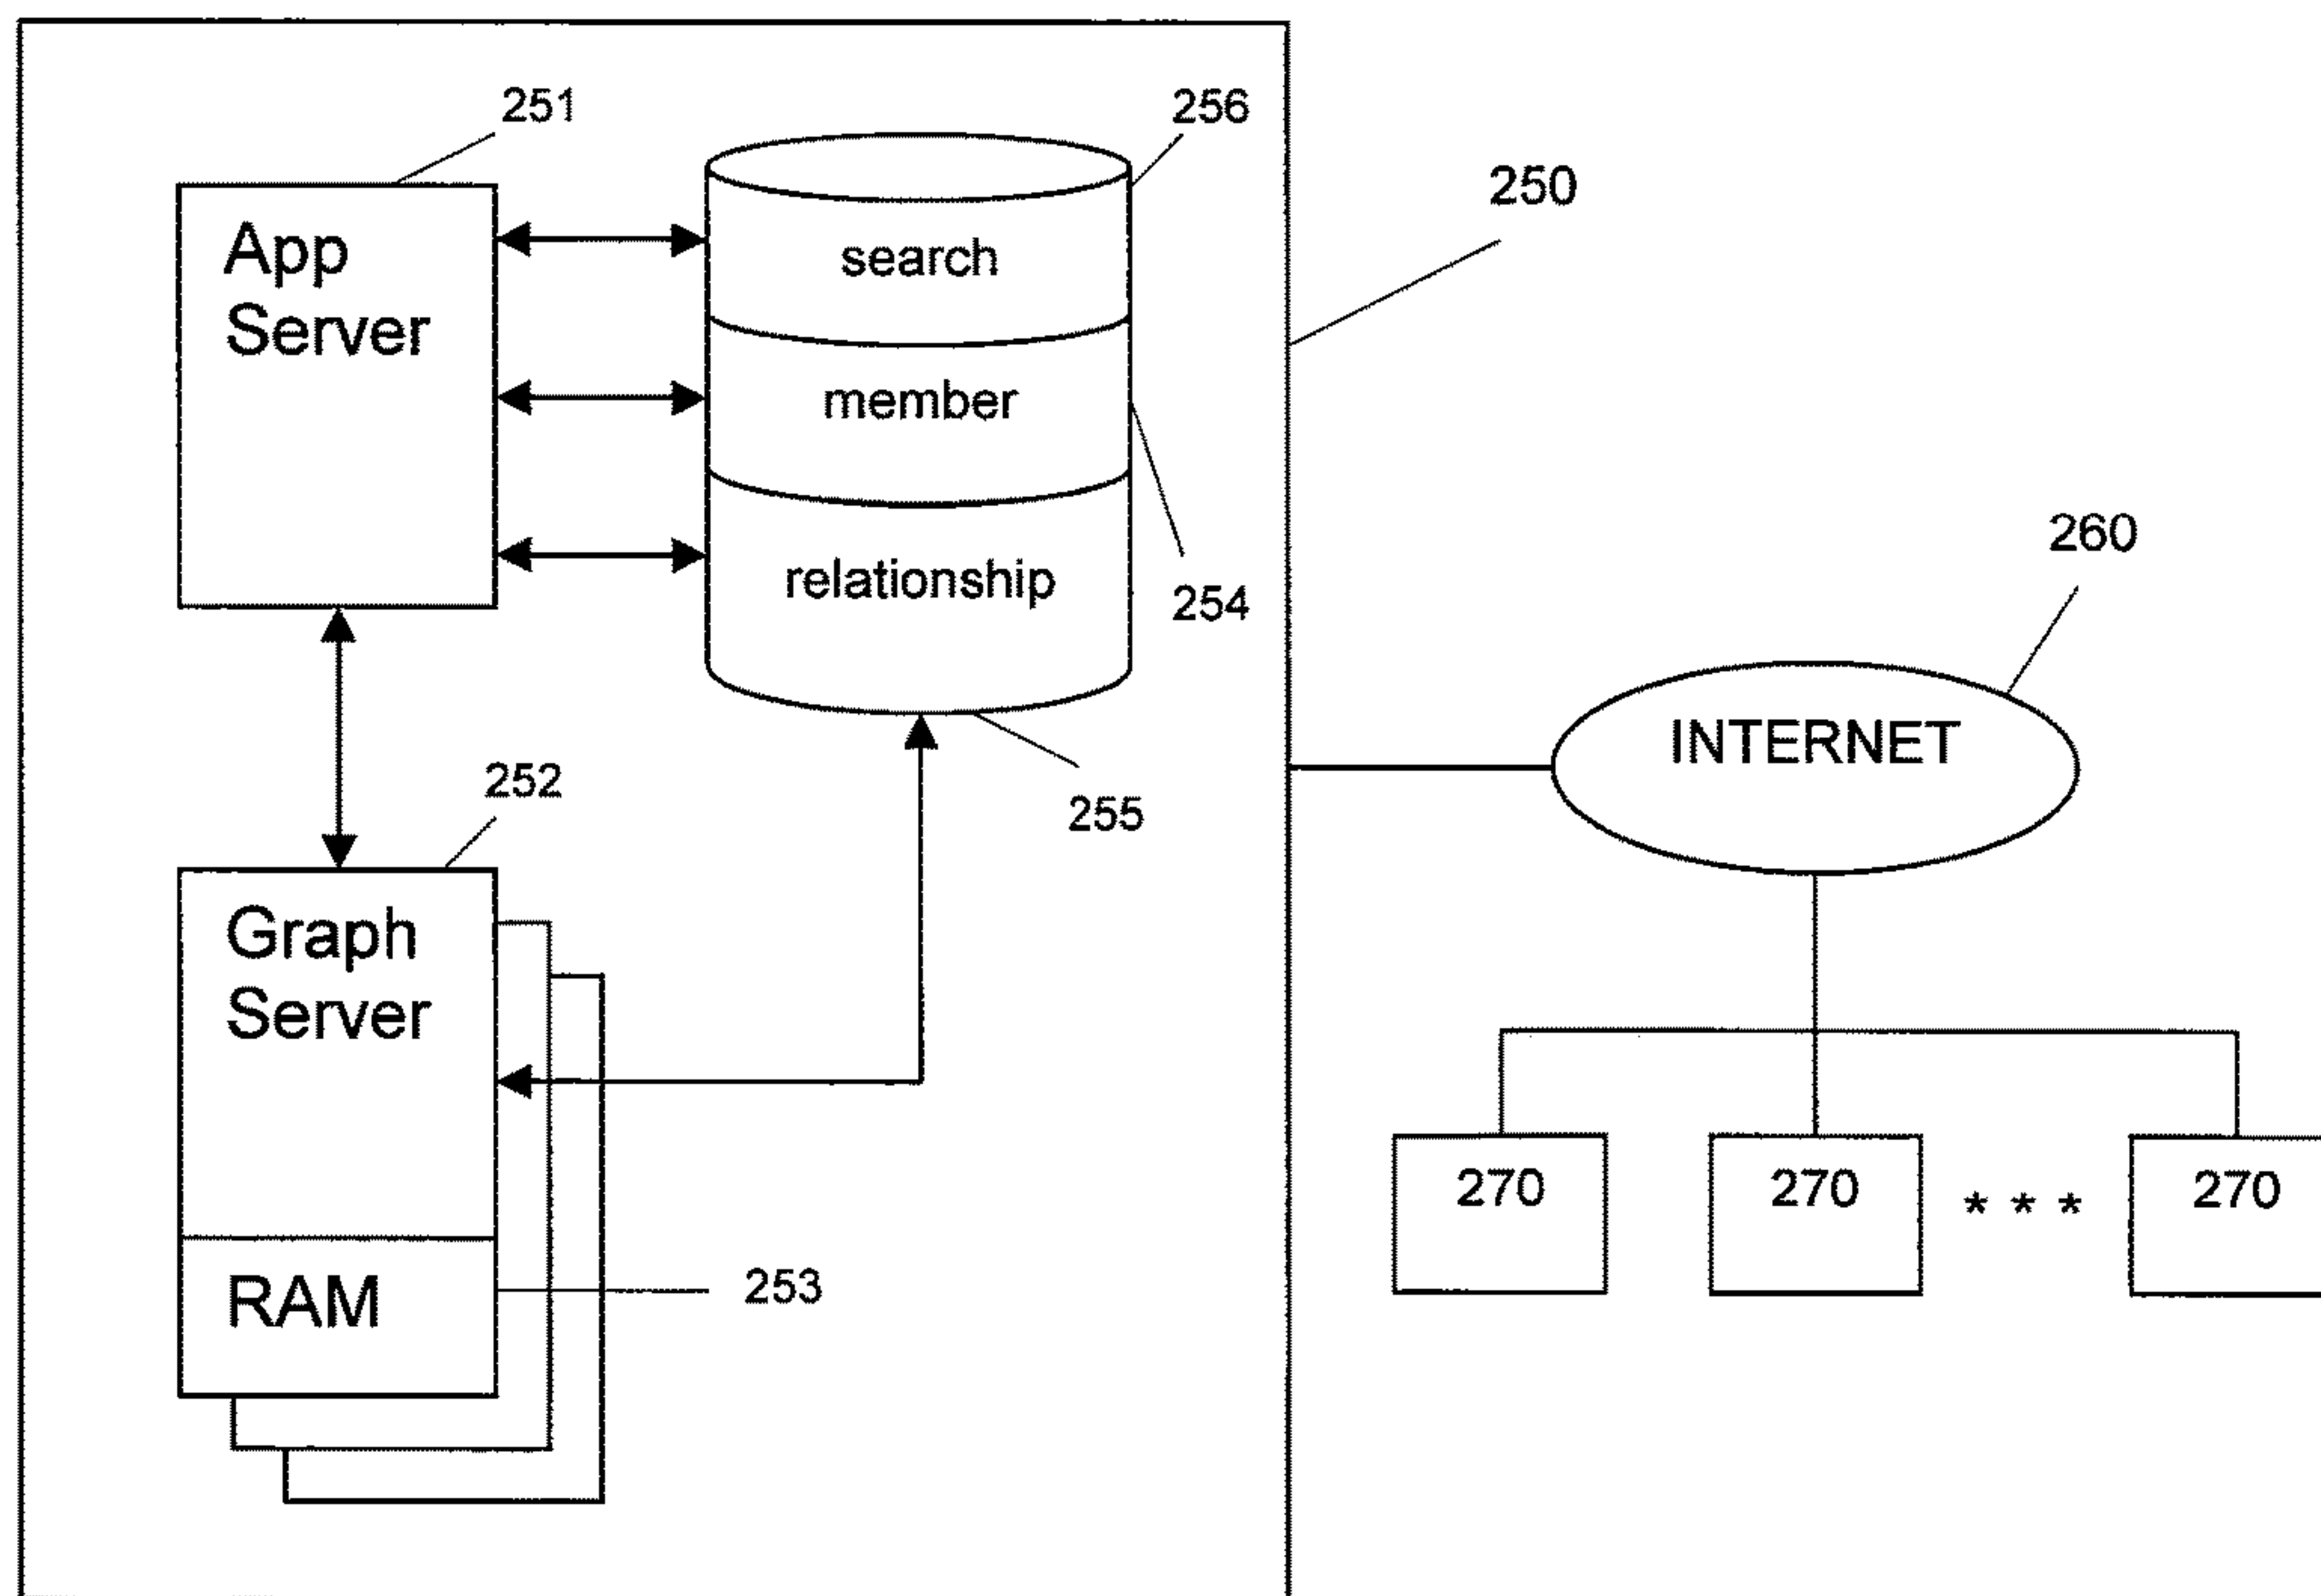 251
256
250
App
Server
search
member
relationship
254
260
INTERNET
252
255
Graph
Server
270
270
* * *
270
RAM
253